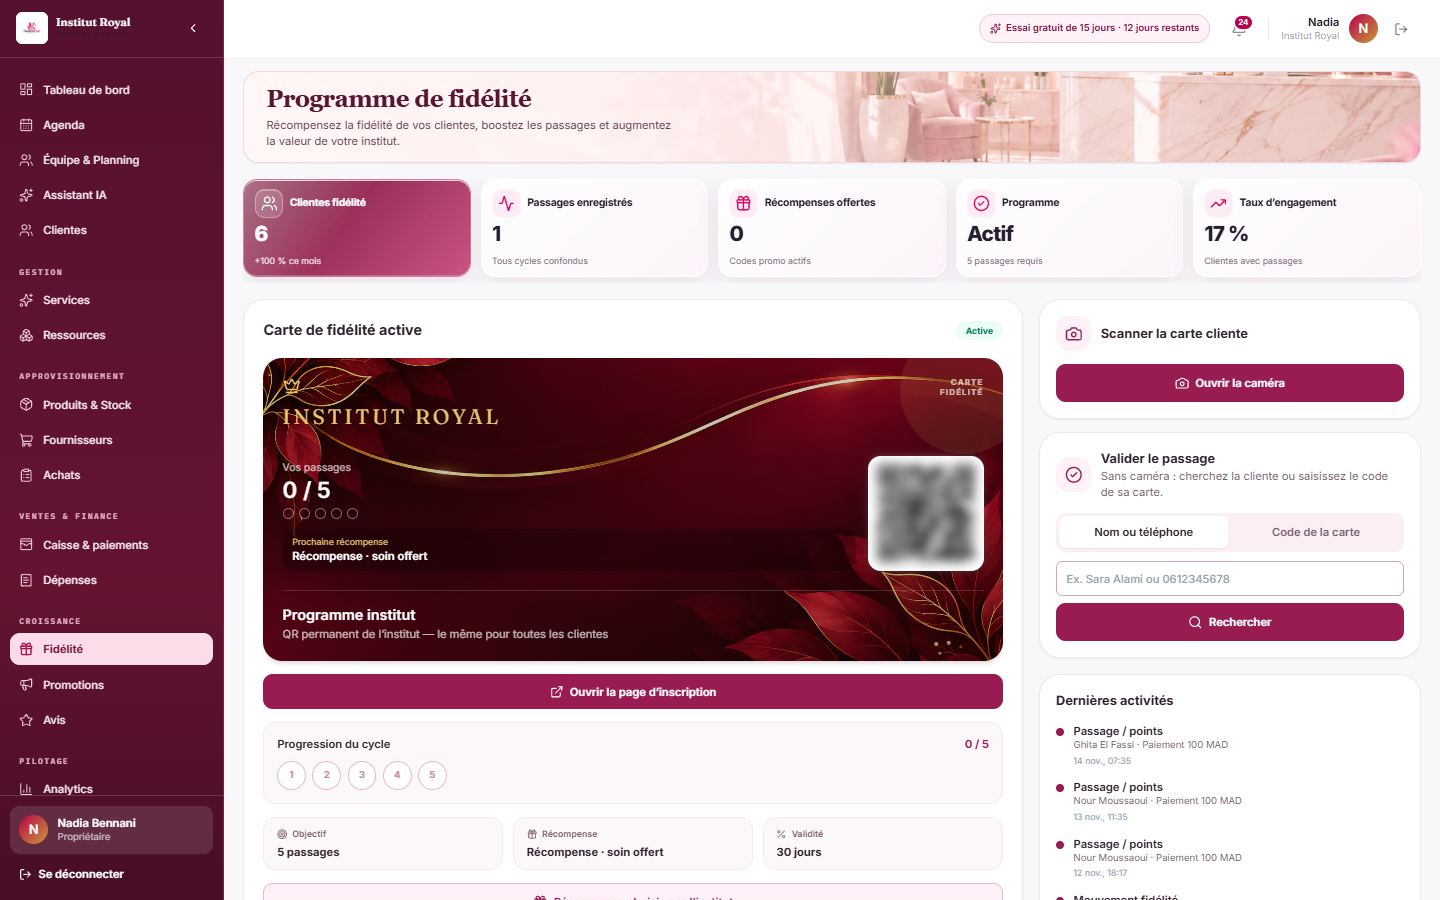 Institut Royal
Essai gratuit de 15 jours · 12 jours restants
24
Nadia
Institut Royal
N
Tableau de bord
Agenda
Équipe & Planning
Assistant IA
Clientes
GESTION
Services
Ressources
APPROVISIONNEMENT
Produits & Stock
Fournisseurs
Achats
VENTES & FINANCE
Caisse & paiements
Dépenses
CROISSANCE
Fidélité
Promotions
Avis
PILOTAGE
Analytics
N
Nadia Bennani
Propriétaire
Se déconnecter
Programme de fidélité
Récompensez la fidélité de vos clientes, boostez les passages et augmentez
la valeur de votre institut.
Clientes fidélité
6
+100 % ce mois
Passages enregistrés
1
Tous cycles confondus
Récompenses offertes
0
Codes promo actifs
Programme
Actif
5 passages requis
Taux d'engagement
17 %
Clientes avec passages
Carte de fidélité active
Active
CARTE
FIDÉLITÉ
INSTITUT ROYAL
Vos passages
0 / 5
Prochaine récompense
Récompense · soin offert
Programme institut
QR permanent de l'institut — le même pour toutes les clientes
Ouvrir la page d'inscription
Progression du cycle
0 / 5
1 2 3 4 5
Objectif
5 passages
Récompense
Récompense · soin offert
Validité
30 jours
Scanner la carte cliente
Ouvrir la caméra
Valider le passage
Sans caméra : cherchez la cliente ou saisissez le code
de sa carte.
Nom ou téléphone
Code de la carte
Ex. Sara Alami ou 0612345678
Rechercher
Dernières activités
Passage / points
Ghita El Fassi · Paiement 100 MAD
14 nov., 07:35
Passage / points
Nour Moussaoui · Paiement 100 MAD
13 nov., 11:35
Passage / points
Nour Moussaoui · Paiement 100 MAD
12 nov., 18:17
Mouvement fidélité